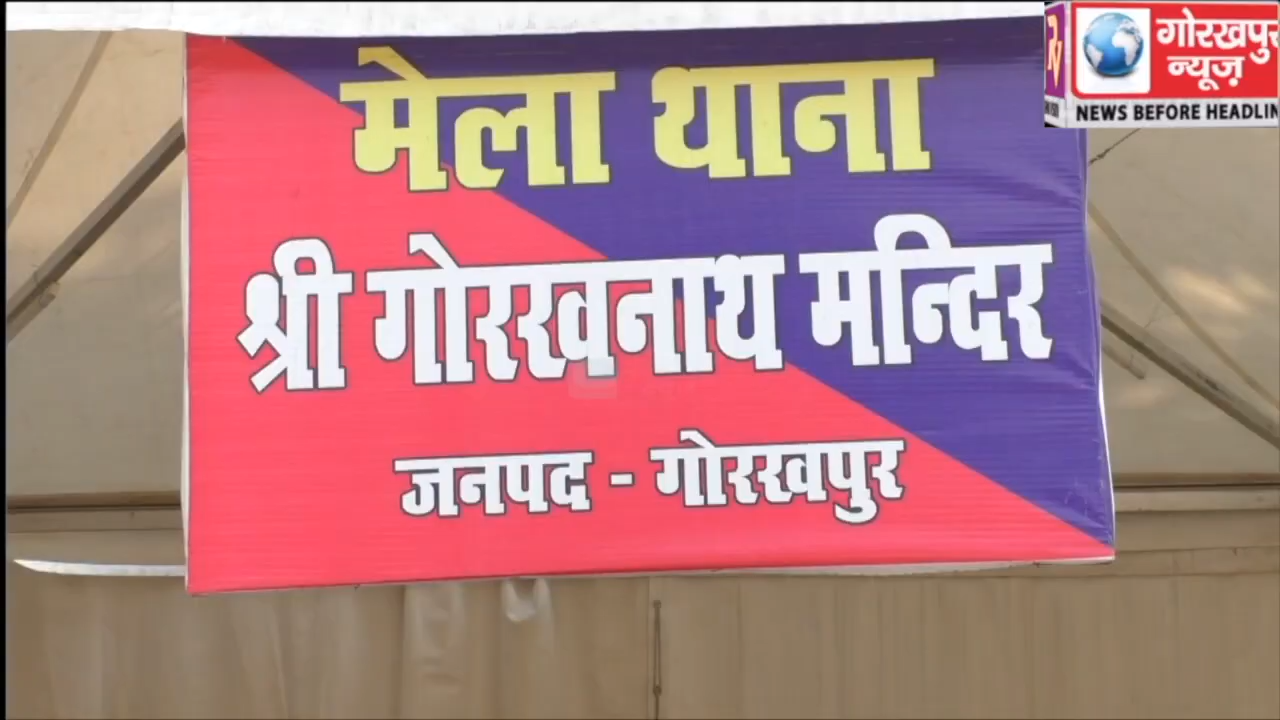 मेला थाना
श्री गोरखनाथ मन्दिर
जनपद - गोरखपुर
गोरखपुर
न्यूज़
NEWS BEFORE HEADLIN